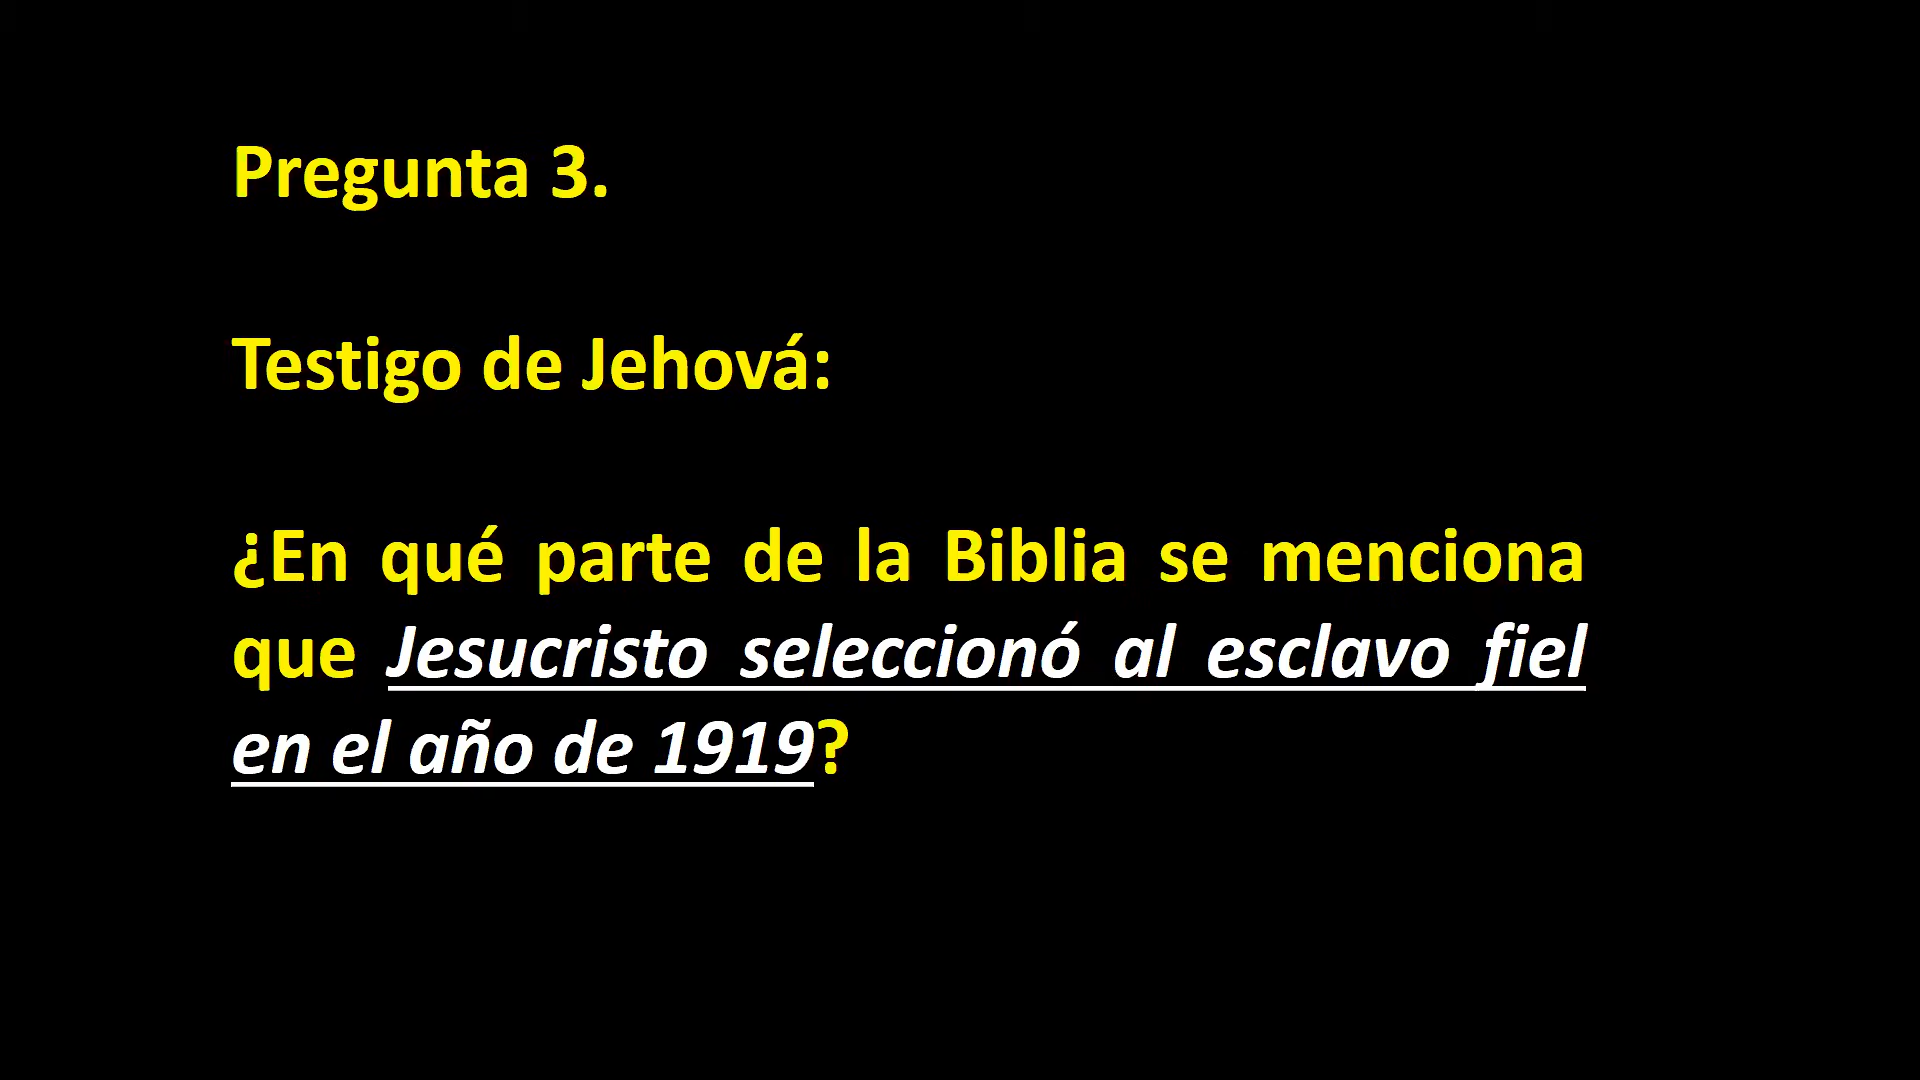 Pregunta 3.
Testigo de Jehová:
¿En qué parte de la Biblia se menciona
que Jesucristo seleccionó al esclavo fiel
en el año de 1919?